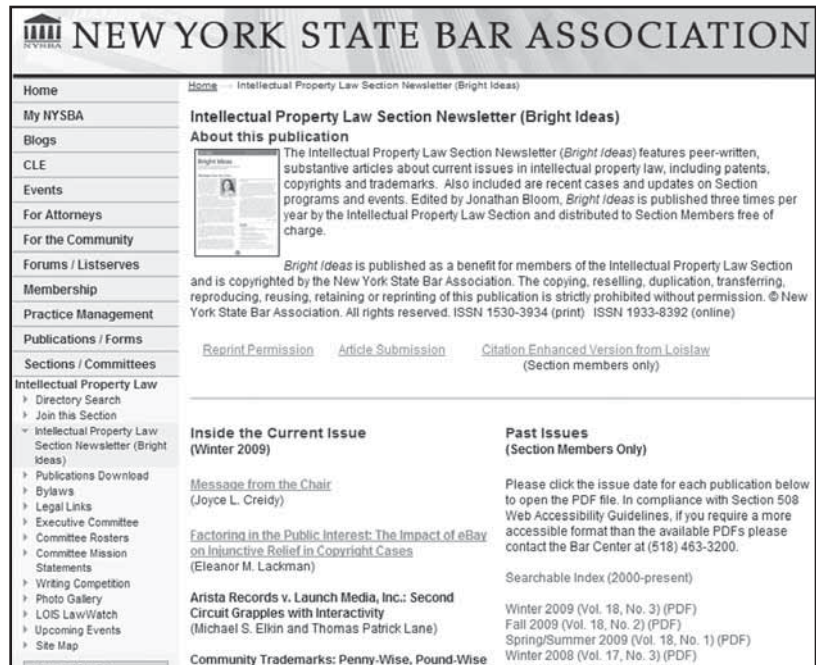 NYSBA
NEW YORK STATE BAR ASSOCIATION
Home
My NYSBA
Blogs
CLE
Events
For Attorneys
For the Community
Forums / Listserves
Membership
Practice Management
Publications / Forms
Sections / Committees
Intellectual Property Law
Directory Search
Join this Section
Intellectual Property Law
Section Newsletter (Bright
Ideas)
Publications Download
Bylaws
Legal Links
Executive Committee
Committee Rosters
Committee Mission
Statements
Writing Competition
Photo Gallery
LOIS LawWatch
Upcoming Events
Site Map
Home → Intellectual Property Law Section Newsletter (Bright Ideas)
Intellectual Property Law Section Newsletter (Bright Ideas)
About this publication
Bright Ideas
The Intellectual Property Law Section Newsletter (Bright Ideas) features peer-written,
substantive articles about current issues in intellectual property law, including patents,
copyrights and trademarks. Also included are recent cases and updates on Section
programs and events. Edited by Jonathan Bloom, Bright Ideas is published three times per
year by the Intellectual Property Law Section and distributed to Section Members free of
charge.
Bright Ideas is published as a benefit for members of the Intellectual Property Law Section
and is copyrighted by the New York State Bar Association. The copying, reselling, duplication, transferring,
reproducing, reusing, retaining or reprinting of this publication is strictly prohibited without permission. © New
York State Bar Association. All rights reserved. ISSN 1530-3934 (print) ISSN 1933-8392 (online)
Reprint Permission Article Submission Citation Enhanced Version from Loislaw
(Section members only)
Inside the Current Issue
(Winter 2009)
Message from the Chair
(Joyce L. Creidy)
Factoring in the Public Interest: The Impact of eBay
on Injunctive Relief in Copyright Cases
(Eleanor M. Lackman)
Arista Records v. Launch Media, Inc.: Second
Circuit Grapples with Interactivity
(Michael S. Elkin and Thomas Patrick Lane)
Community Trademarks: Penny-Wise, Pound-Wise
Past Issues
(Section Members Only)
Please click the issue date for each publication below
to open the PDF file. In compliance with Section 508
Web Accessibility Guidelines, if you require a more
accessible format than the available PDFs please
contact the Bar Center at (518) 463-3200.
Searchable Index (2000-present)
Winter 2009 (Vol. 18, No. 3) (PDF)
Fall 2009 (Vol. 18, No. 2) (PDF)
Spring/Summer 2009 (Vol. 18, No. 1) (PDF)
Winter 2008 (Vol. 17, No. 3) (PDF)